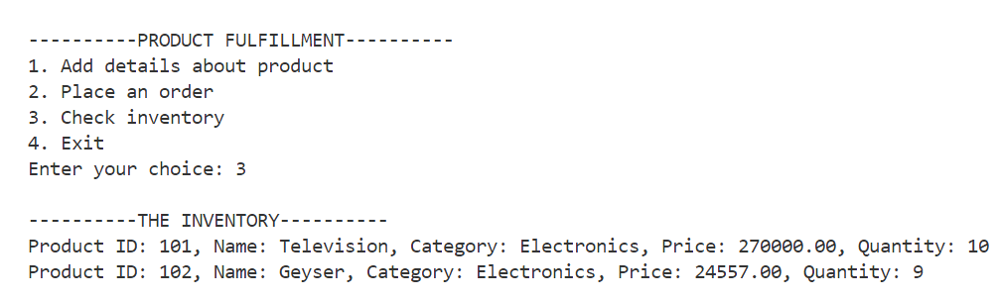 ----------PRODUCT FULFILLMENT----------
1. Add details about product
2. Place an order
3. Check inventory
4. Exit
Enter your choice: 3
----------THE INVENTORY----------
Product ID: 101, Name: Television, Category: Electronics, Price: 270000.00, Quantity: 10
Product ID: 102, Name: Geyser, Category: Electronics, Price: 24557.00, Quantity: 9